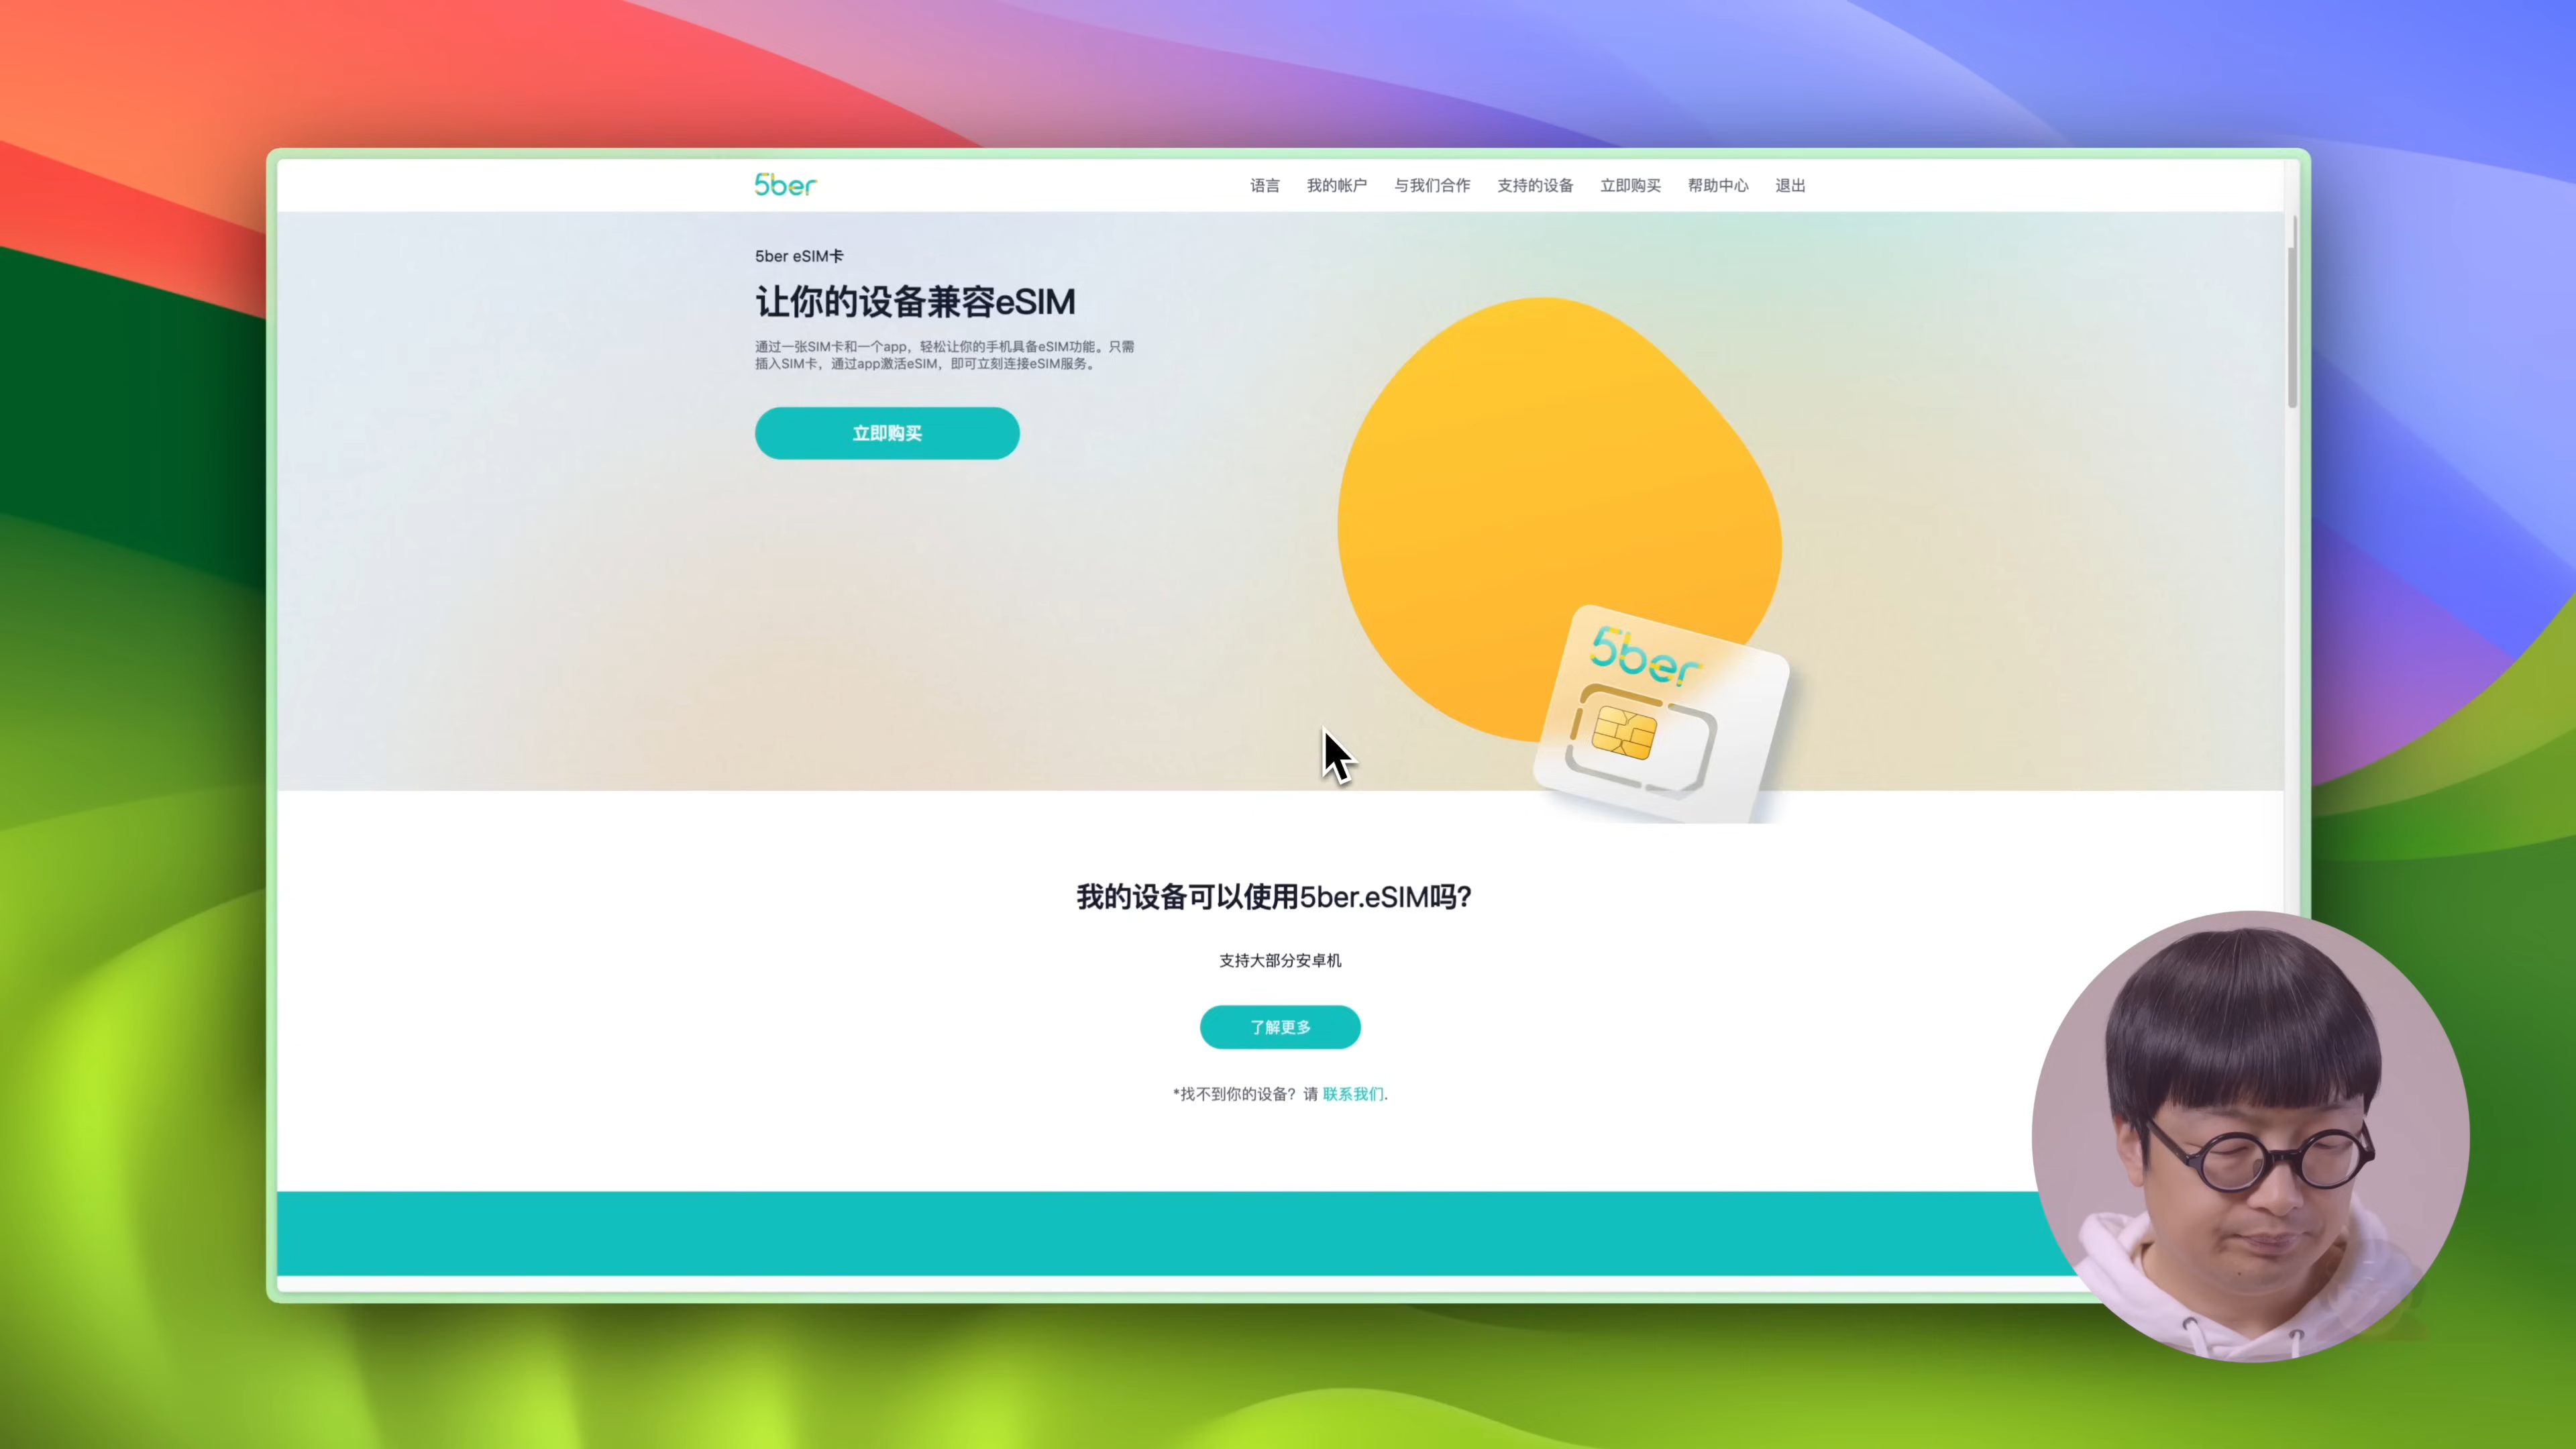 5ber
语言 我的帐户 与我们合作 支持的设备 立即购买 帮助中心 退出
5ber eSIM卡
让你的设备兼容eSIM
通过一张SIM卡和一个app，轻松让你的手机具备eSIM功能。只需
插入SIM卡，通过app激活eSIM，即可立刻连接eSIM服务。
立即购买
5ber
我的设备可以使用5ber.eSIM吗?
支持大部分安卓机
了解更多
*找不到你的设备？请 联系我们.